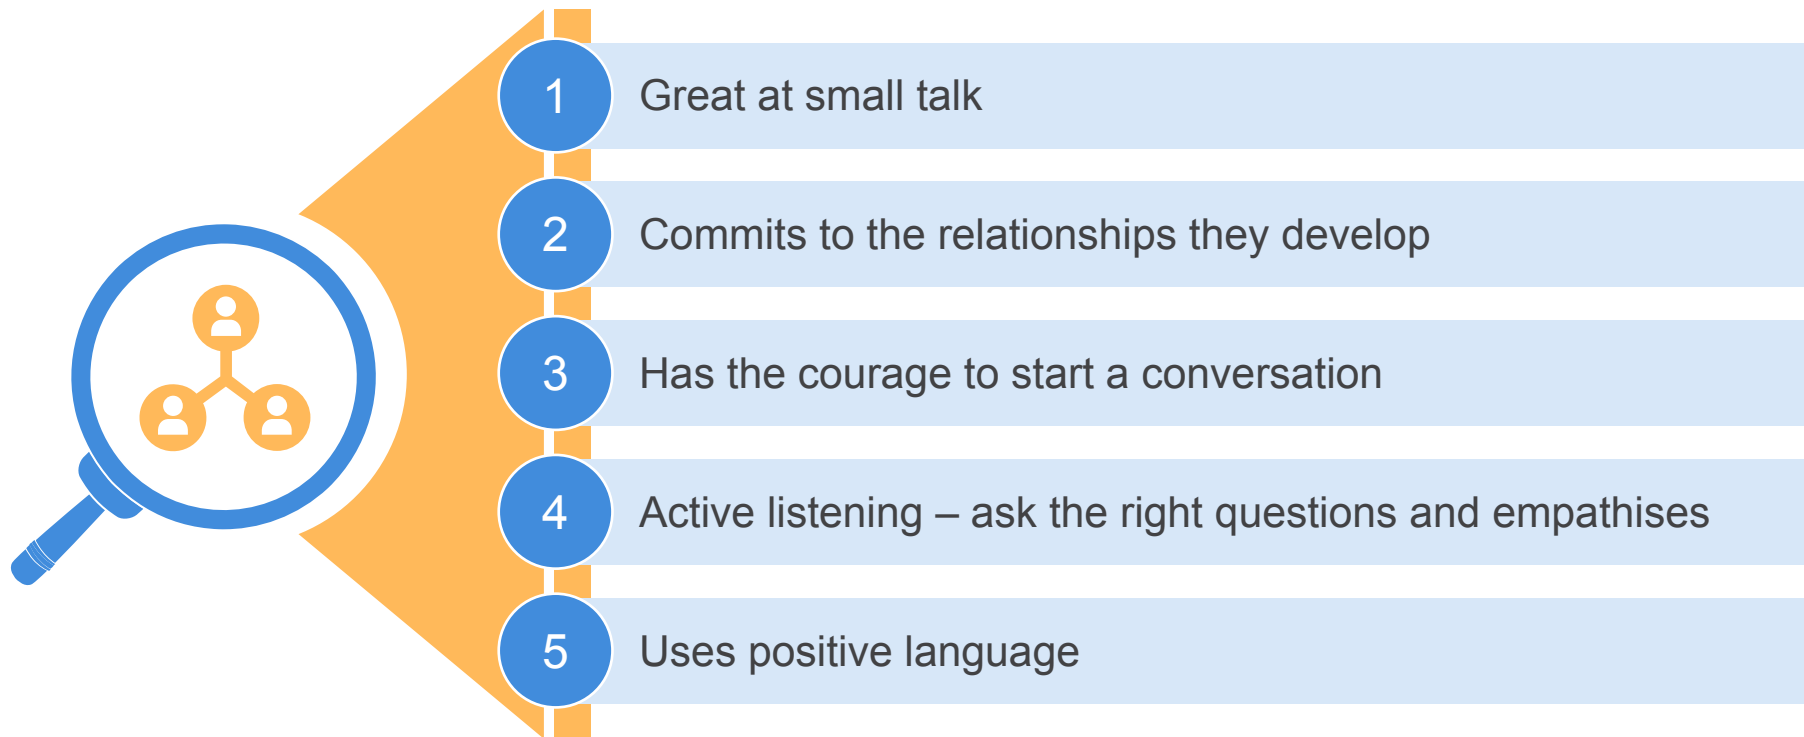 1 Great at small talk
2 Commits to the relationships they develop
3 Has the courage to start a conversation
4 Active listening – ask the right questions and empathises
5 Uses positive language